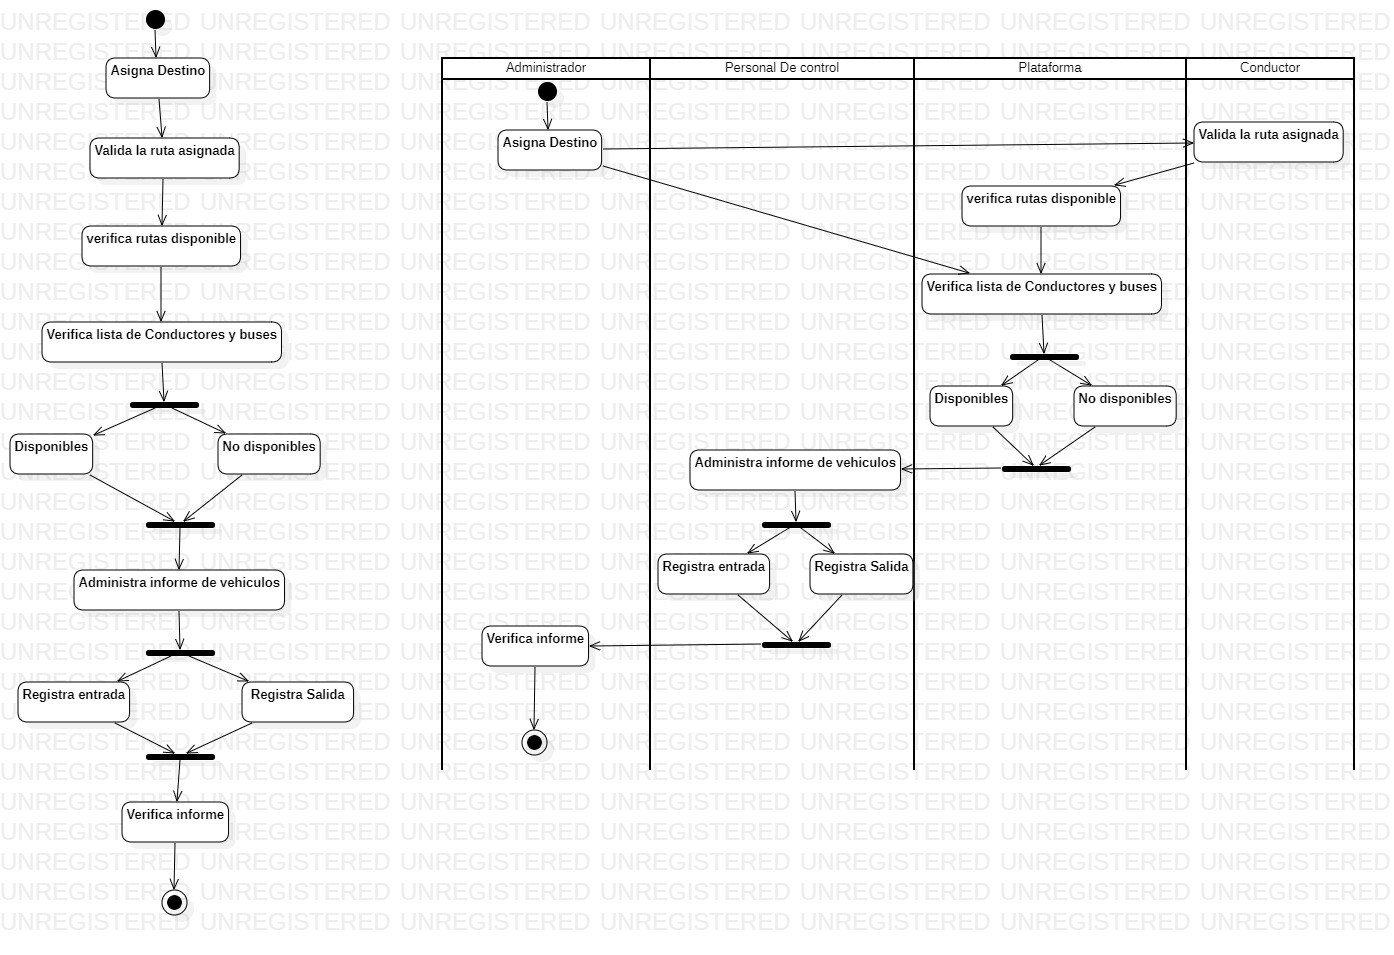 Asigna Destino
Valida la ruta asignada
verifica rutas disponible
Verifica lista de Conductores y buses
Disponibles
No disponibles
Administra informe de vehiculos
Registra entrada
Registra Salida
Verifica informe
Administrador
Personal De control
Plataforma
Conductor
Asigna Destino
Valida la ruta asignada
verifica rutas disponible
Verifica lista de Conductores y buses
Disponibles
No disponibles
Administra informe de vehiculos
Registra entrada
Registra Salida
Verifica informe
UNREGISTERED